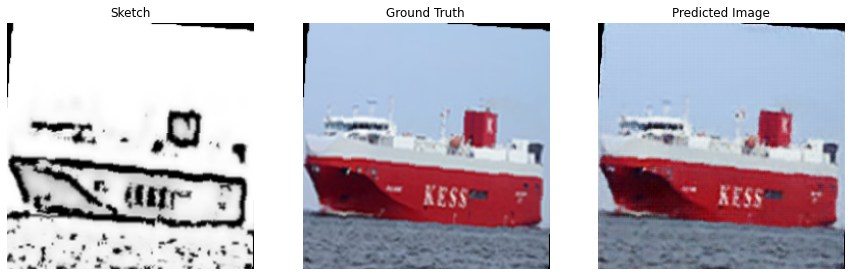 Sketch
Ground Truth
Predicted Image
KESS
KESS